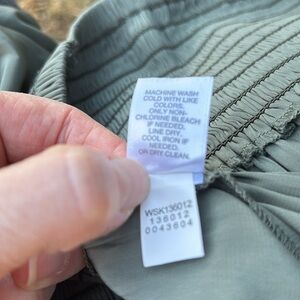 MACHINE WASH
COLD WITH LIKE
COLORS.
ONLY NON-
CHLORINE BLEACH
IF NEEDED.
LINE DRY.
COOL IRON IF
NEEDED.
OR DRY CLEAN.
WSK136012
136012
0043604